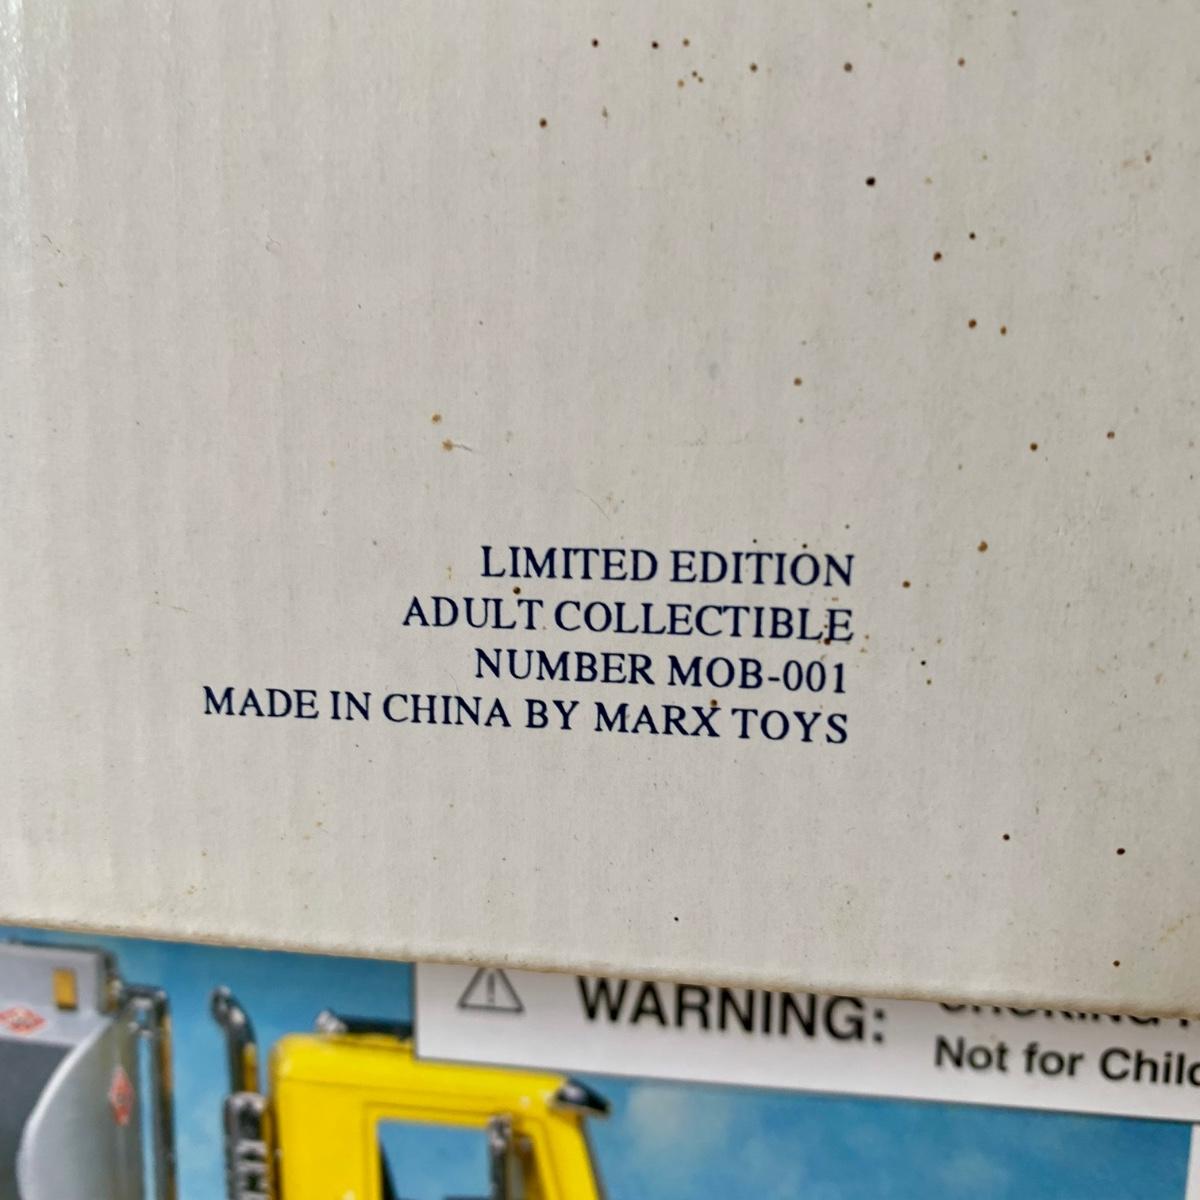 LIMITED EDITION
ADULT COLLECTIBLE
NUMBER MOB-001
MADE IN CHINA BY MARX TOYS
WARNING:
Not for